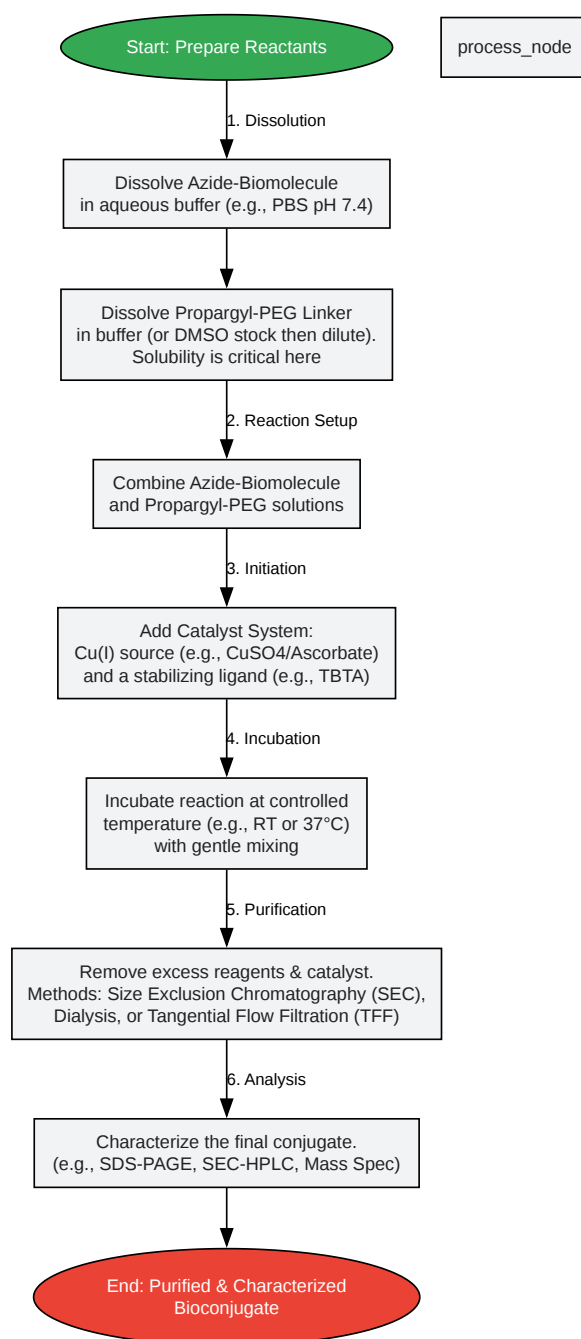 Start: Prepare Reactants
process_node
1. Dissolution
Dissolve Azide-Biomolecule
in aqueous buffer (e.g., PBS pH 7.4)
Dissolve Propargyl-PEG Linker
in buffer (or DMSO stock then dilute).
Solubility is critical here
2. Reaction Setup
Combine Azide-Biomolecule
and Propargyl-PEG solutions
3. Initiation
Add Catalyst System:
Cu(I) source (e.g., CuSO4/Ascorbate)
and a stabilizing ligand (e.g., TBTA)
4. Incubation
Incubate reaction at controlled
temperature (e.g., RT or 37°C)
with gentle mixing
5. Purification
Remove excess reagents & catalyst.
Methods: Size Exclusion Chromatography (SEC),
Dialysis, or Tangential Flow Filtration (TFF)
6. Analysis
Characterize the final conjugate.
(e.g., SDS-PAGE, SEC-HPLC, Mass Spec)
End: Purified & Characterized
Bioconjugate